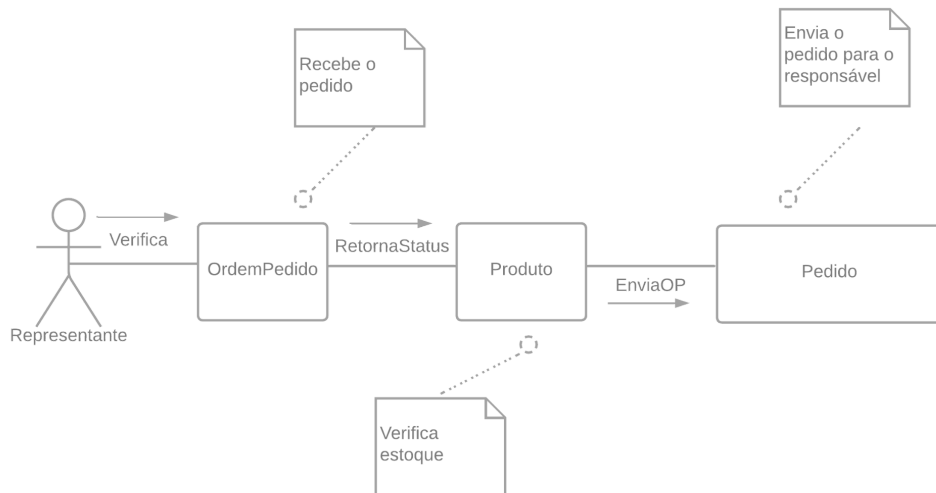 Envia o
pedido para o
responsável
Recebe o
pedido
Verifica
RetornaStatus
OrdemPedido
Produto
Pedido
EnviaOP
Representante
Verifica
estoque